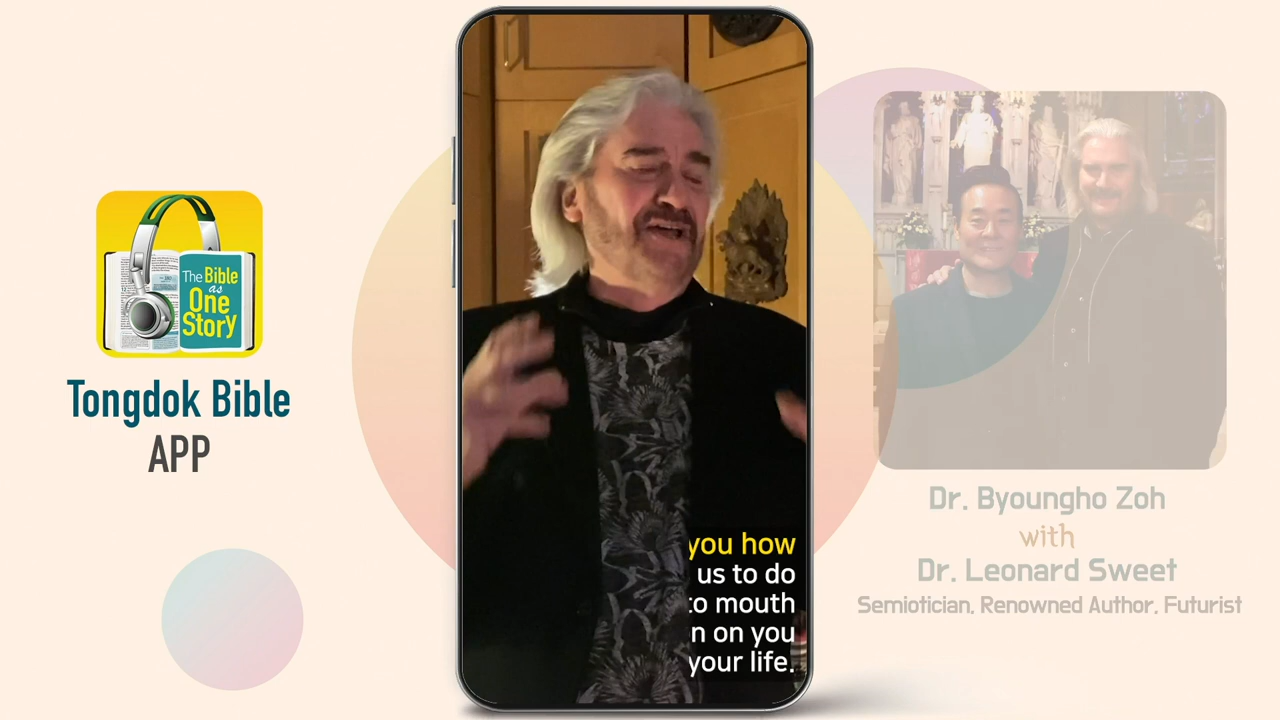 The Bible
as
One
Story
Tongdok Bible
APP
you how
us to do
to mouth
n on you
your life.
Dr. Byoungho Zoh
with
Dr. Leonard Sweet
Semiotician, Renowned Author, Futurist